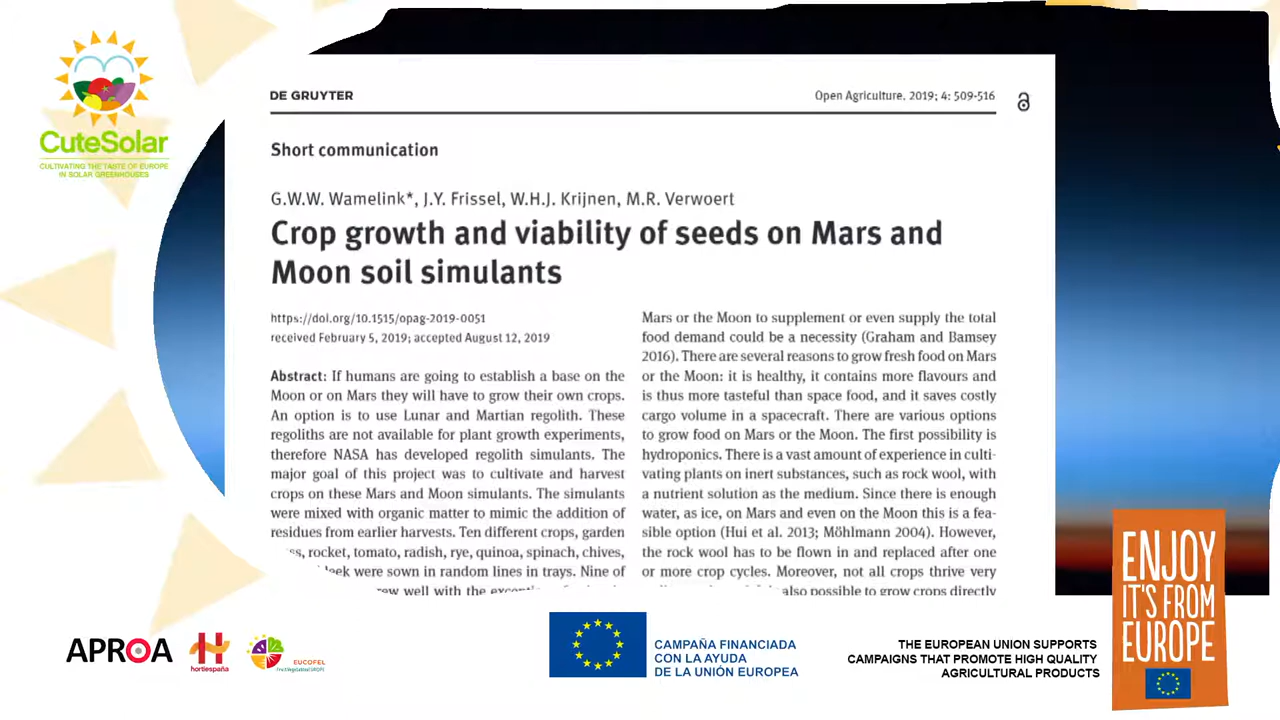 CuteSolar
CULTIVATING THE TASTE OF EUROPE
IN SOLAR GREENHOUSES
DE GRUYTER
Open Agriculture. 2019; 4: 509-516
Short communication
G.W.W. Wamelink*, J.Y. Frissel, W.H.J. Krijnen, M.R. Verwoert
Crop growth and viability of seeds on Mars and
Moon soil simulants
https://doi.org/10.1515/opag-2019-0051
received February 5, 2019; accepted August 12, 2019
Abstract: If humans are going to establish a base on the
Moon or on Mars they will have to grow their own crops.
An option is to use Lunar and Martian regolith. These
regoliths are not available for plant growth experiments,
therefore NASA has developed regolith simulants. The
major goal of this project was to cultivate and harvest
crops on these Mars and Moon simulants. The simulants
were mixed with organic matter to mimic the addition of
residues from earlier harvests. Ten different crops, garden
rocket, tomato, radish, rye, quinoa, spinach, chives,
were sown in random lines in trays. Nine of
well with the
Mars or the Moon to supplement or even supply the total
food demand could be a necessity (Graham and Bamsey
2016). There are several reasons to grow fresh food on Mars
or the Moon: it is healthy, it contains more flavours and
is thus more tasteful than space food, and it saves costly
cargo volume in a spacecraft. There are various options
to grow food on Mars or the Moon. The first possibility is
hydroponics. There is a vast amount of experience in culti-
vating plants on inert substances, such as rock wool, with
a nutrient solution as the medium. Since there is enough
water, as ice, on Mars and even on the Moon this is a fea-
sible option (Hui et al. 2013; Möhlmann 2004). However,
the rock wool has to be flown in and replaced after one
or more crop cycles. Moreover, not all crops thrive very
also possible to grow crops directly
APROA
hortiespaña
EUCOFEL
CAMPAÑA FINANCIADA
CON LA AYUDA
DE LA UNIÓN EUROPEA
THE EUROPEAN UNION SUPPORTS
CAMPAIGNS THAT PROMOTE HIGH QUALITY
AGRICULTURAL PRODUCTS
ENJOY
IT'S FROM
EUROPE